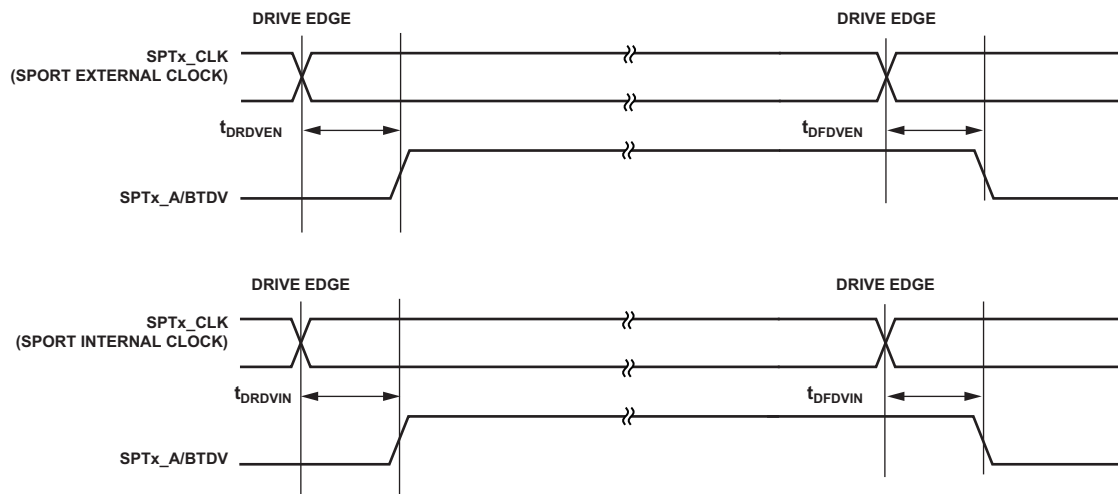 DRIVE EDGE DRIVE EDGE
SPTx_CLK
(SPORT EXTERNAL CLOCK)
tDRDVEN tDFDVEN
SPTx_A/BTDV
DRIVE EDGE DRIVE EDGE
SPTx_CLK
(SPORT INTERNAL CLOCK)
tDRDVIN tDFDVIN
SPTx_A/BTDV